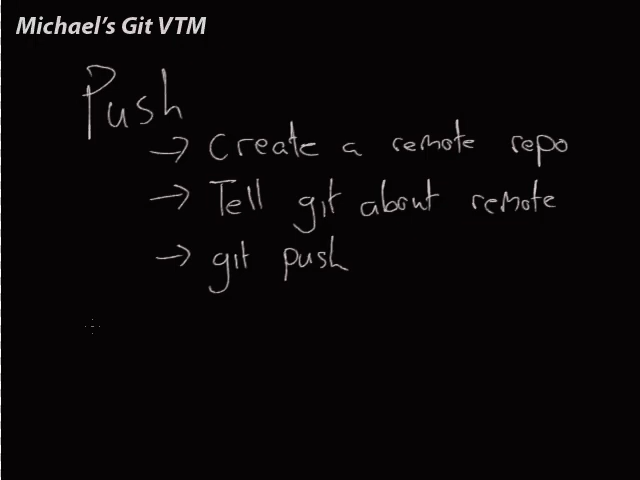 Michael's Git VTM
Push
→ Create a remote repo
→ Tell git about remote
→ git push